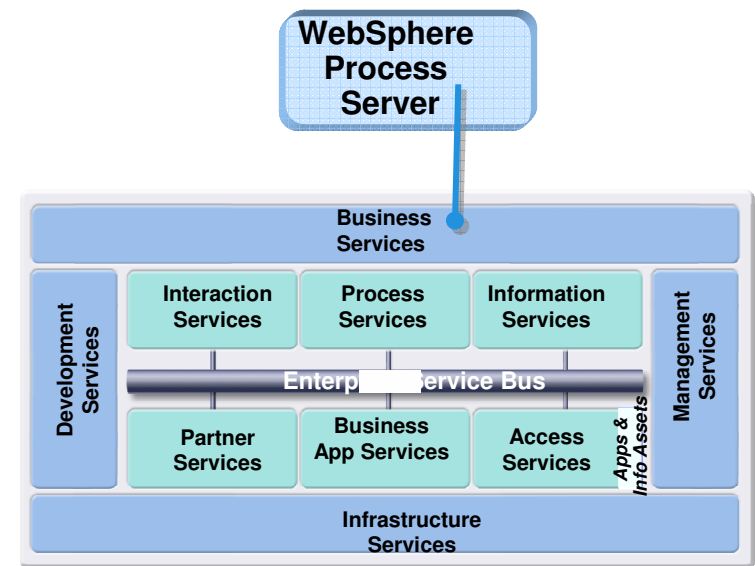 WebSphere
Process
Server
Business
Services
Development
Services
Interaction
Services
Process
Services
Information
Services
Management
Services
Enterp ervice Bus
Partner
Services
Business
App Services
Access
Services
Apps &
Info Assets
Infrastructure
Services